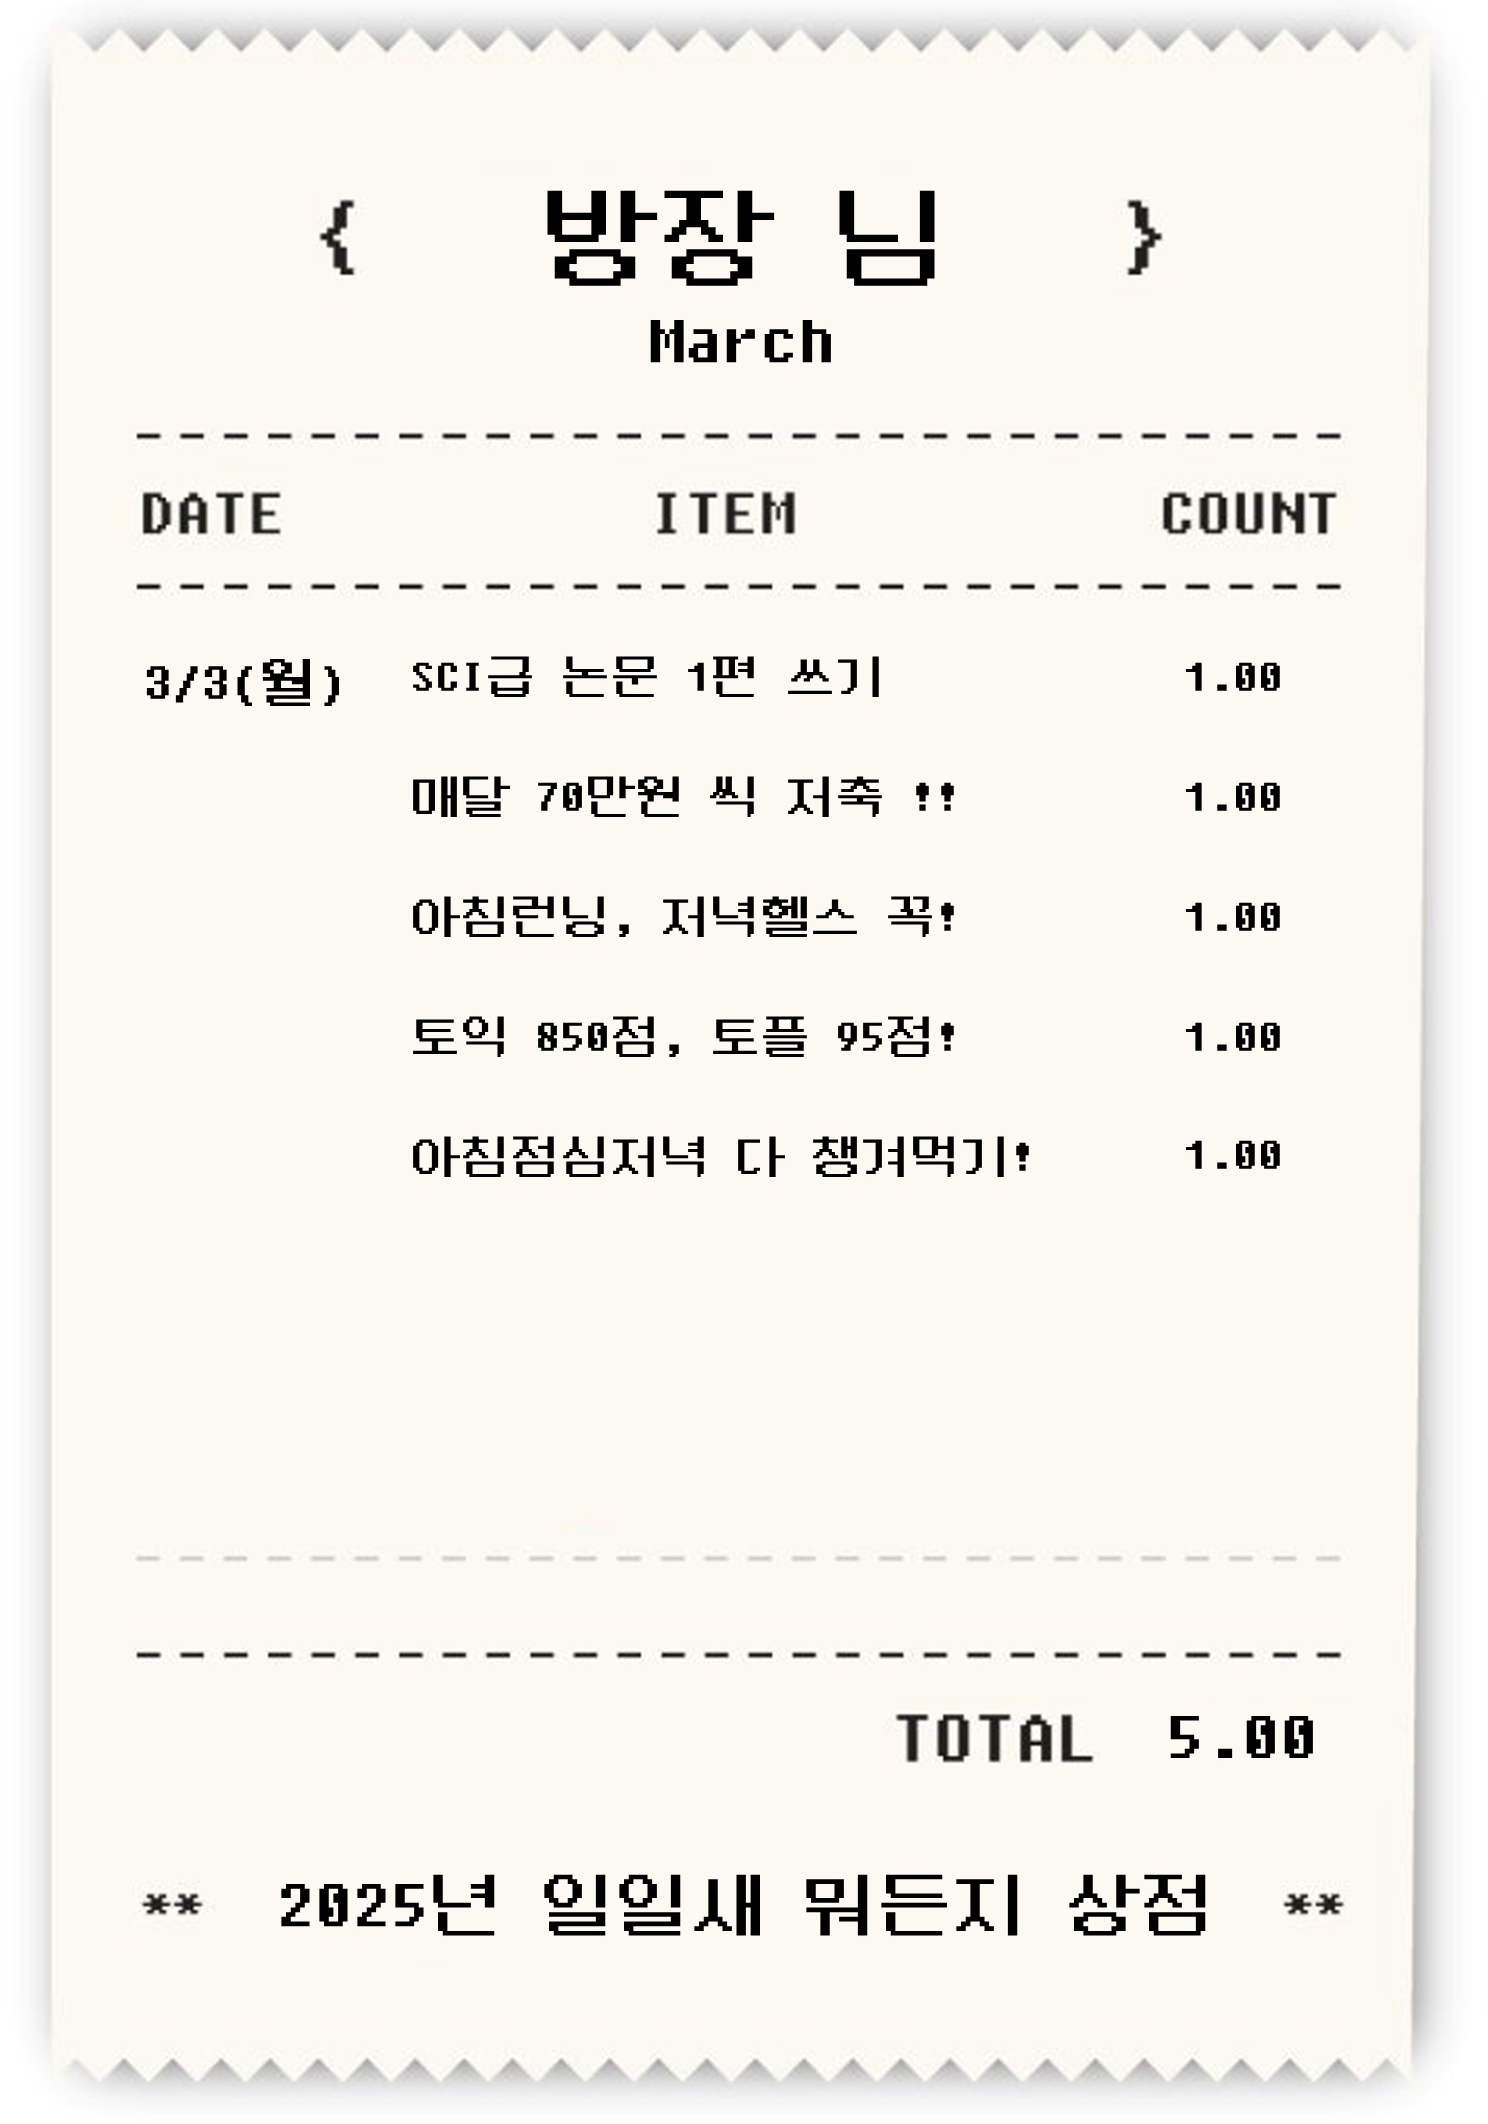 { 방장 님 }
March
DATE ITEM COUNT
3/3(월) SCI급 논문 1편 쓰기 1.00
매달 70만원 씩 저축 !! 1.00
아침런닝, 저녁헬스 꼭! 1.00
토익 850점, 토플 95점! 1.00
아침점심저녁 다 챙겨먹기! 1.00
TOTAL 5.00
** 2025년 일일새 뭐든지 상점 **